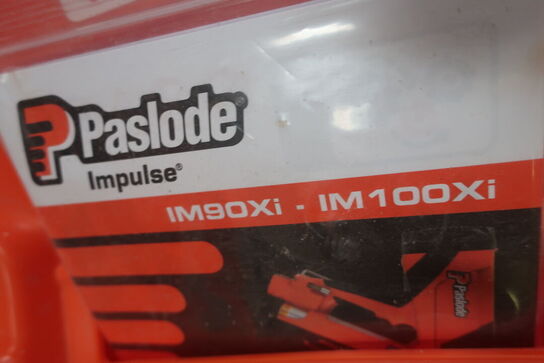 Paslode®
Impulse®
IM90Xi - IM100Xi
Paslode